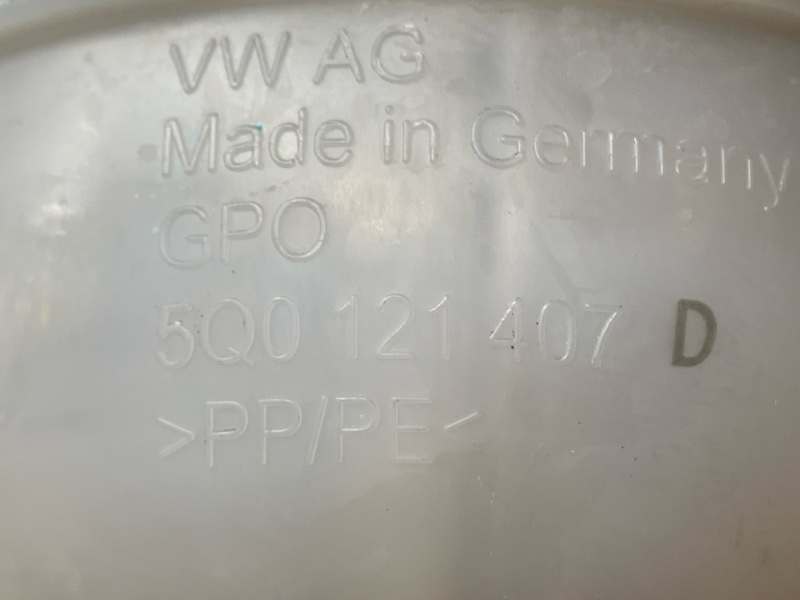 VW AG
Made in Germany
GPO
5Q0 121 407 D
>PP/PE<